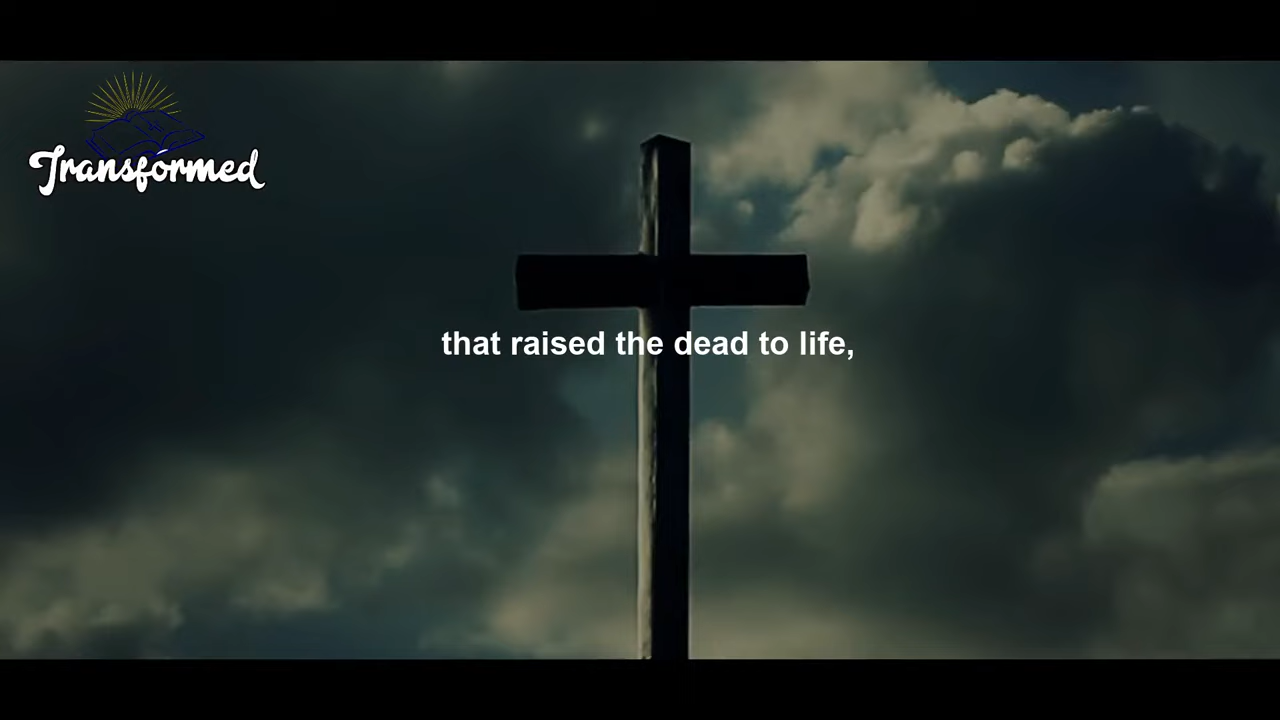 Transformed
that raised the dead to life,